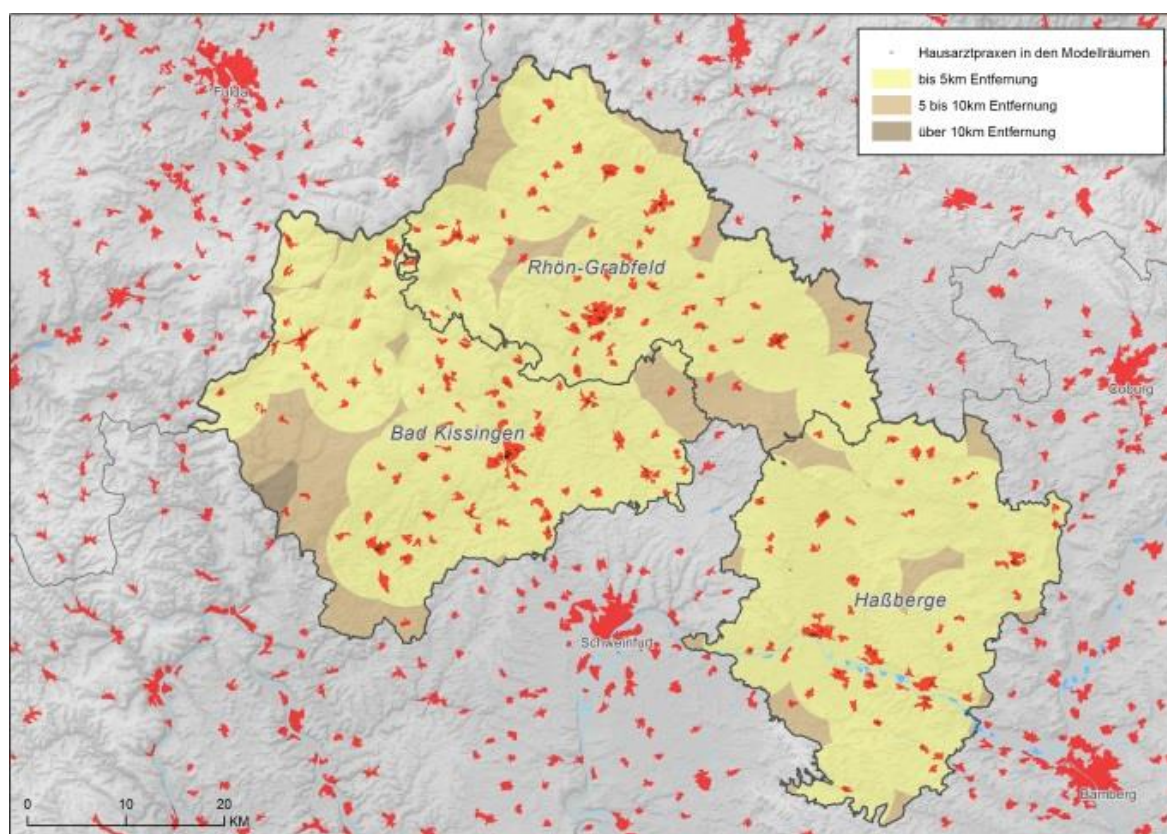 Hausarztpraxen in den Modellräumen
bis 5km Entfernung
5 bis 10km Entfernung
über 10km Entfernung
Fulda
Rhön-Grabfeld
Coburg
Bad Kissingen
Haßberge
Schweinfurt
Bamberg
0 10 20
KM